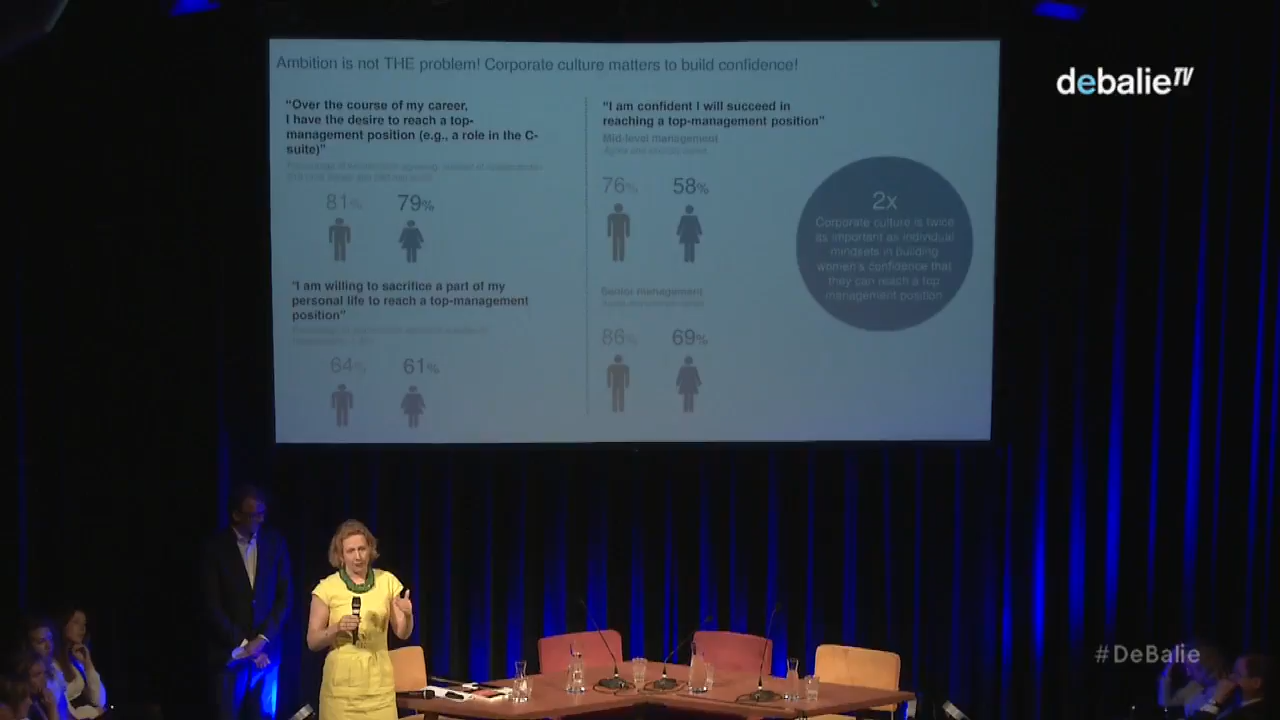 Ambition is not THE problem! Corporate culture matters to build confidence!
debalieTV
"Over the course of my career,
I have the desire to reach a top-
management position (e.g., a role in the C-
suite)"
81% 79%
"I am willing to sacrifice a part of my
personal life to reach a top-management
position"
64% 61%
"I am confident I will succeed in
reaching a top-management position"
Mid-level management
76% 58%
Senior management
86% 69%
2x
Corporate culture is twice
as important as individual
mindsets in building
women's confidence that
they can reach a top
management position
#DeBalie